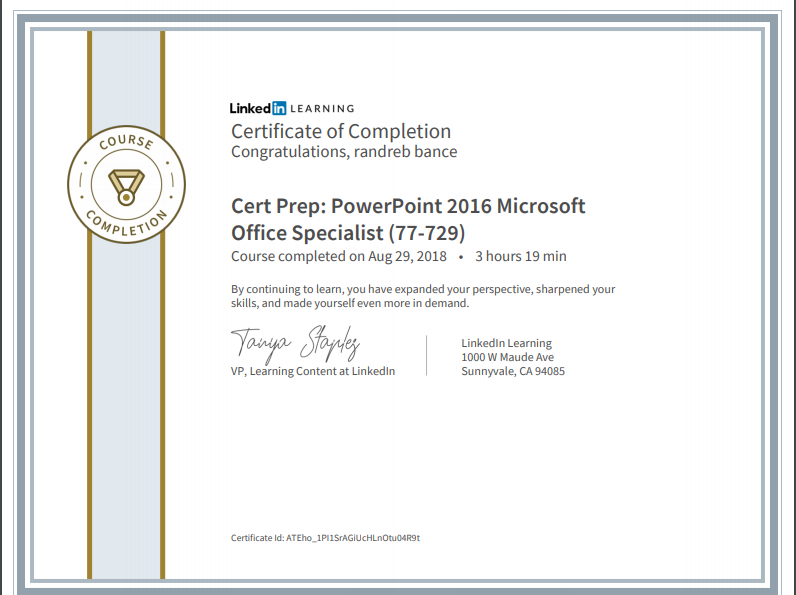 COURSE
COMPLETION
Linked in LEARNING
Certificate of Completion
Congratulations, randreb bance
Cert Prep: PowerPoint 2016 Microsoft
Office Specialist (77-729)
Course completed on Aug 29, 2018 • 3 hours 19 min
By continuing to learn, you have expanded your perspective, sharpened your
skills, and made yourself even more in demand.
Tanya Staples
VP, Learning Content at LinkedIn
LinkedIn Learning
1000 W Maude Ave
Sunnyvale, CA 94085
Certificate Id: ATEho_1PI1SrAGiUcHLnOtu04R9t